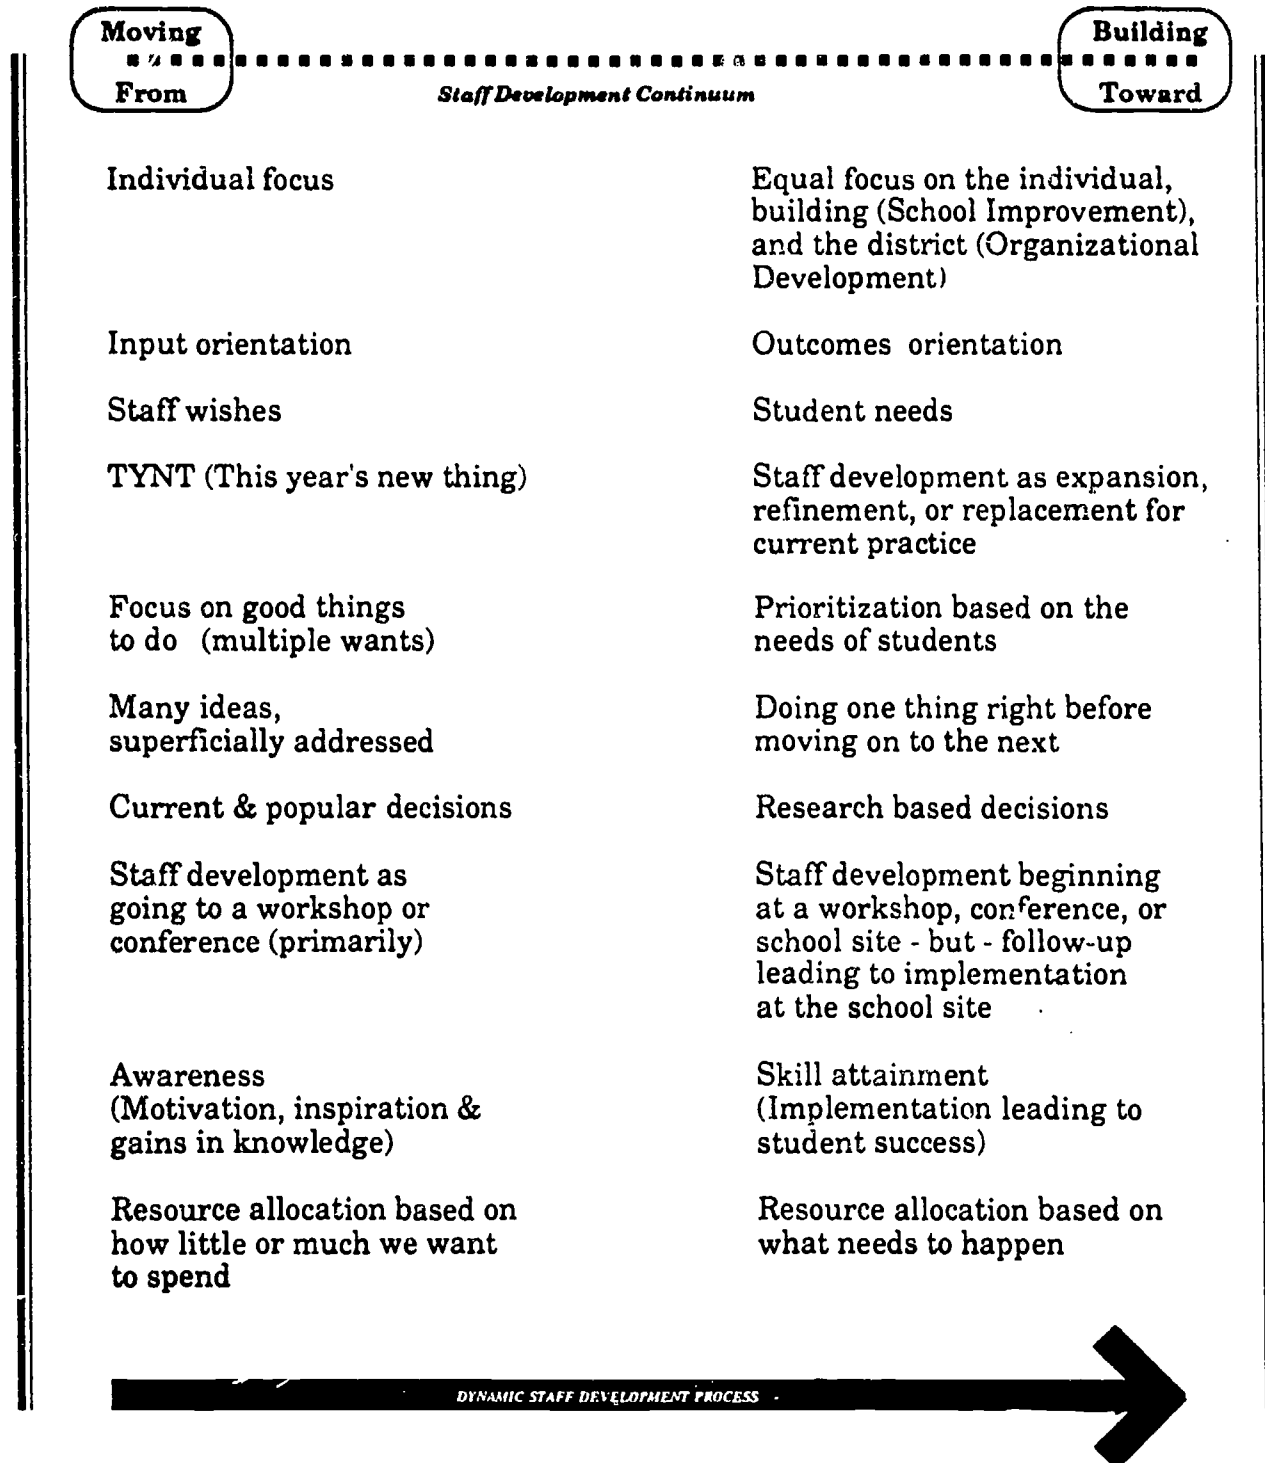 Moving
From
Staff Development Continuum
Building
Toward
Individual focus
Equal focus on the individual,
building (School Improvement),
and the district (Organizational
Development)
Input orientation
Outcomes orientation
Staff wishes
Student needs
TYNT (This year's new thing)
Staff development as expansion,
refinement, or replacement for
current practice
Focus on good things
to do (multiple wants)
Prioritization based on the
needs of students
Many ideas,
superficially addressed
Doing one thing right before
moving on to the next
Current & popular decisions
Research based decisions
Staff development as
going to a workshop or
conference (primarily)
Staff development beginning
at a workshop, conference, or
school site - but - follow-up
leading to implementation
at the school site
Awareness
(Motivation, inspiration &
gains in knowledge)
Skill attainment
(Implementation leading to
student success)
Resource allocation based on
how little or much we want
to spend
Resource allocation based on
what needs to happen
DYNAMIC STAFF DEVELOPMENT PROCESS